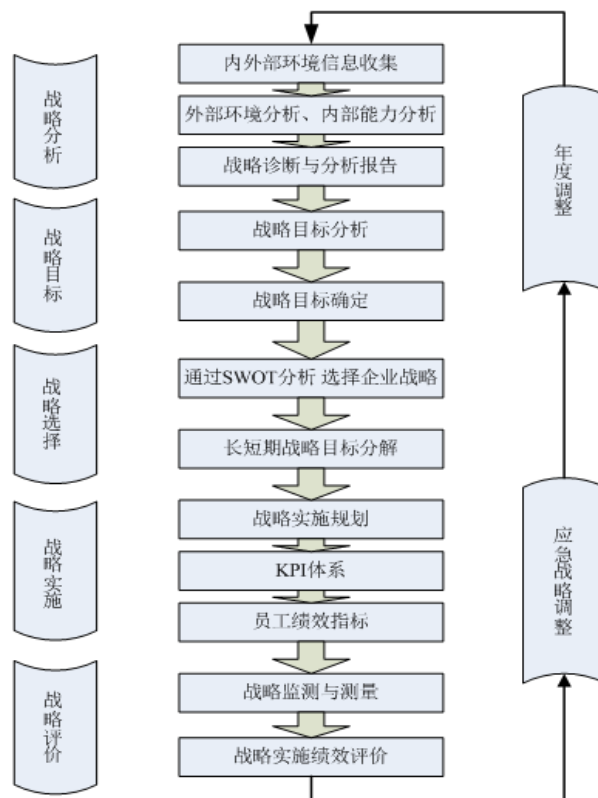 战略分析
战略目标
战略选择
战略实施
战略评价
内外部环境信息收集
外部环境分析、内部能力分析
战略诊断与分析报告
战略目标分析
战略目标确定
通过SWOT分析 选择企业战略
长短期战略目标分解
战略实施规划
KPI体系
员工绩效指标
战略监测与测量
战略实施绩效评价
年度调整
应急战略调整